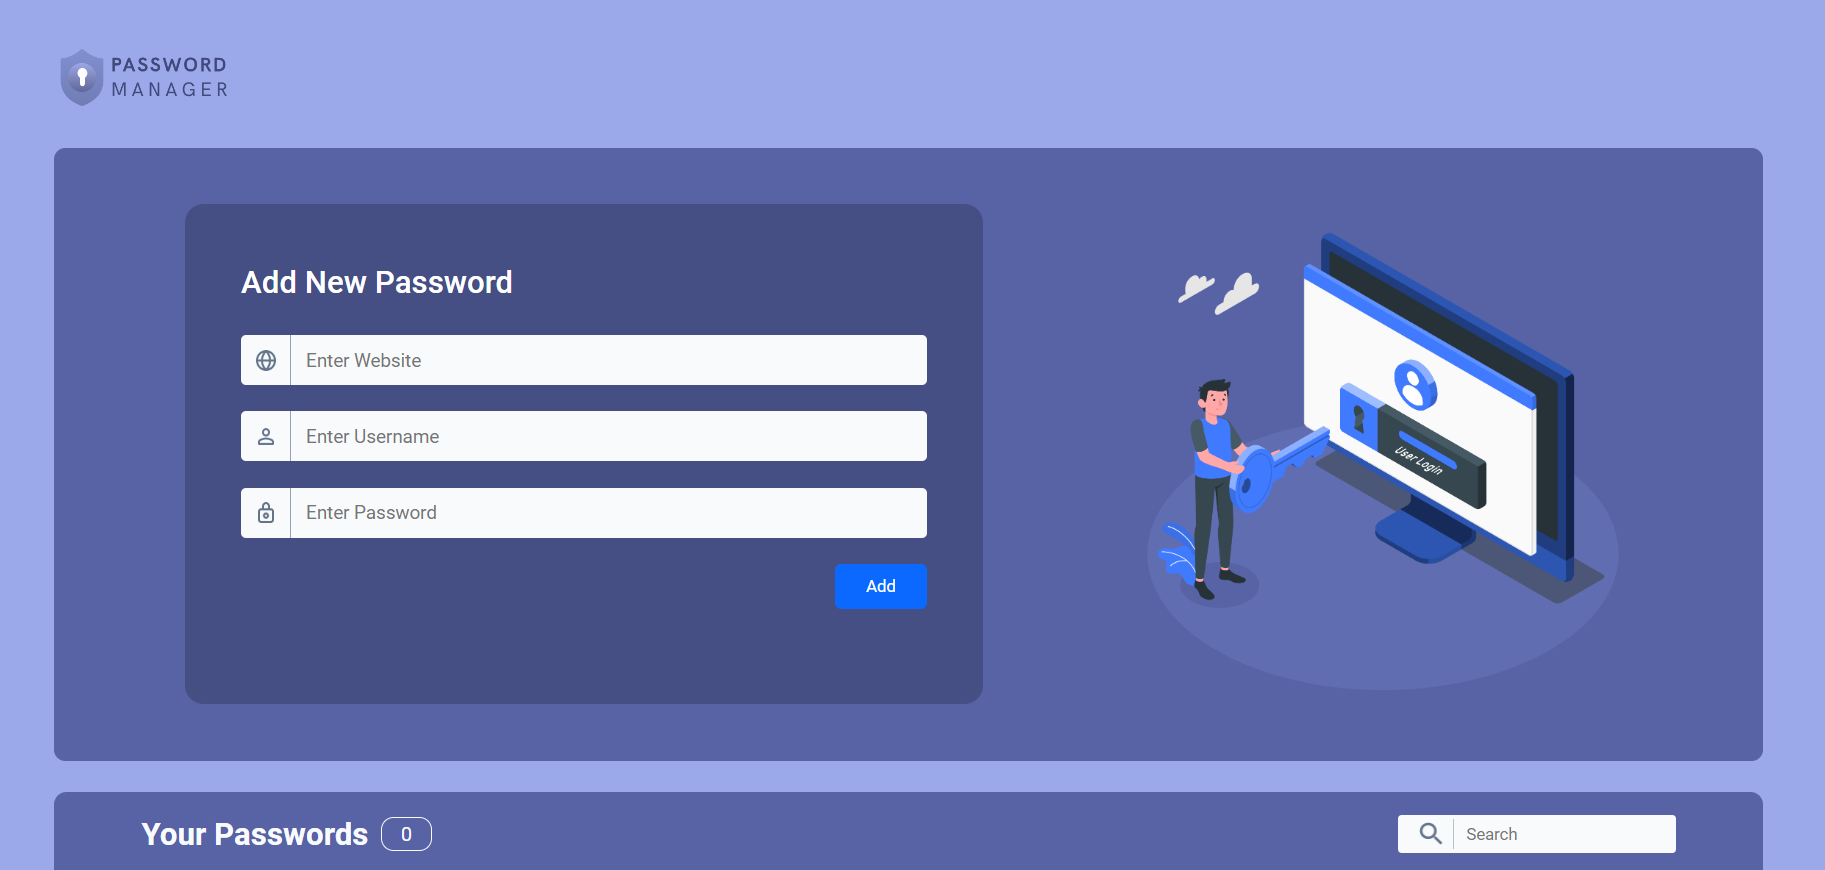 PASSWORD
MANAGER
Add New Password
Enter Website
Enter Username
Enter Password
Add
User Login
Your Passwords 0
Search